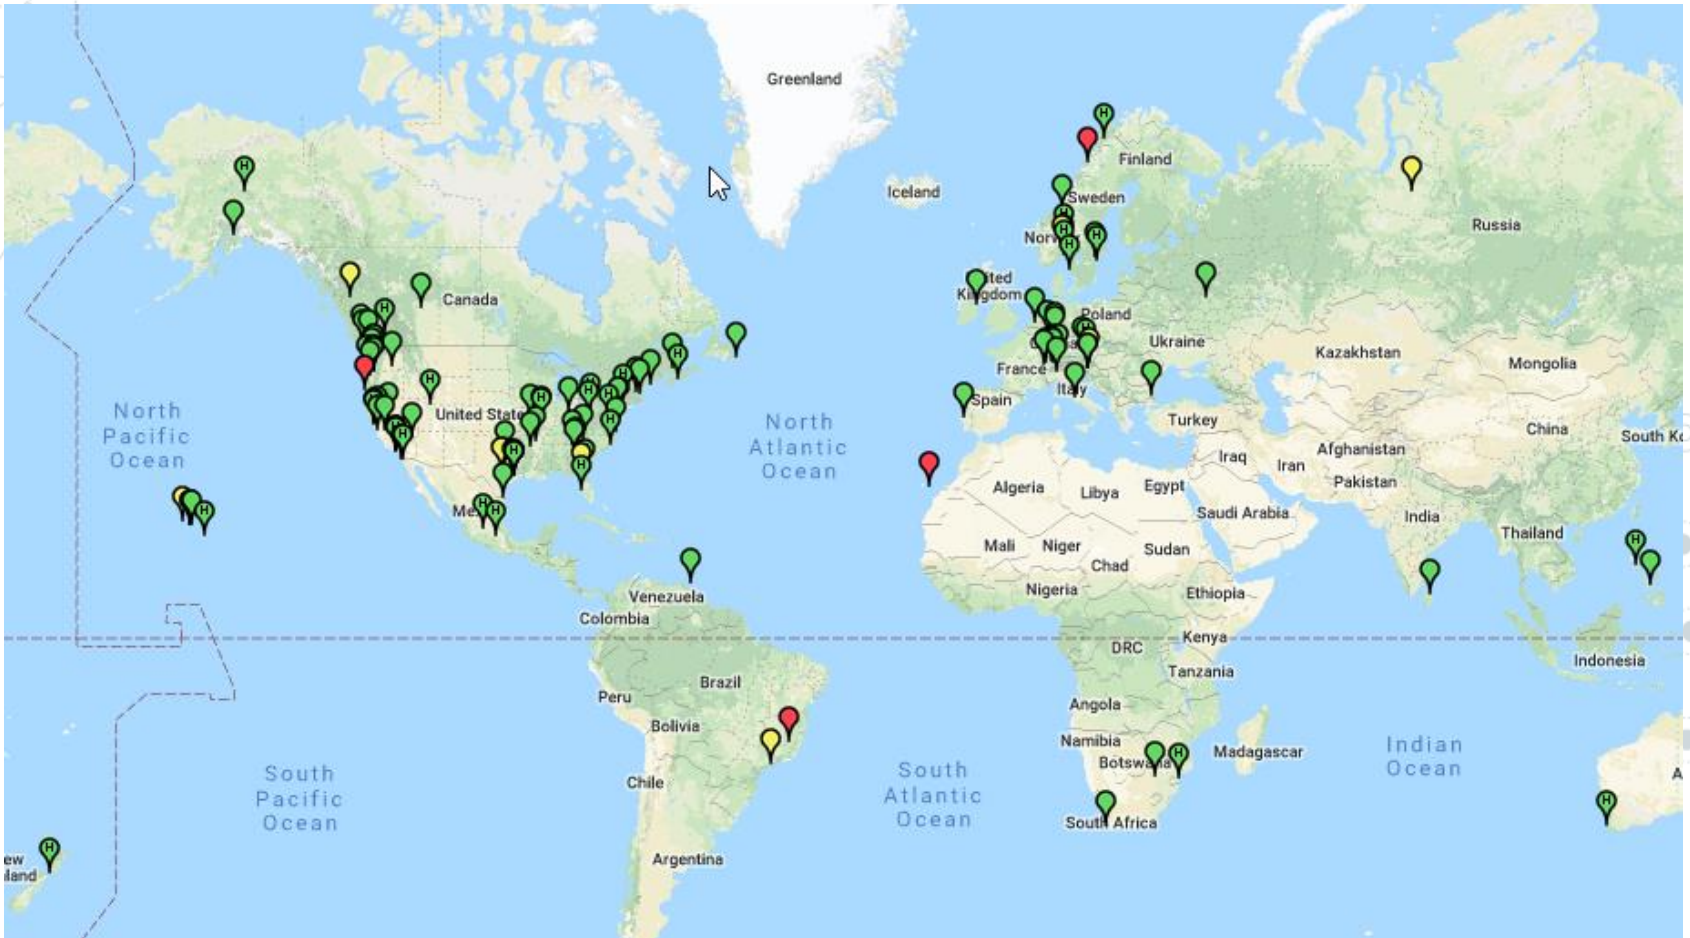 Greenland
Iceland
Finland
Sweden
Russia
Canada
Poland
Ukraine
Kazakhstan
Mongolia
France
Italy
Spain
Turkey
North
Pacific
Ocean
United State
North
Atlantic
Ocean
China
South Ko
Afghanistan
Iraq
Iran
Pakistan
Algeria
Libya
Egypt
Saudi Arabia
India
Thailand
Mali
Niger
Chad
Sudan
Nigeria
Ethiopia
Venezuela
Colombia
Kenya
DRC
Tanzania
Indonesia
Brazil
Peru
Bolivia
Angola
Namibia
Botswana
Madagascar
Indian
Ocean
South
Pacific
Ocean
Chile
South
Atlantic
Ocean
South Africa
Argentina
ew
land
H